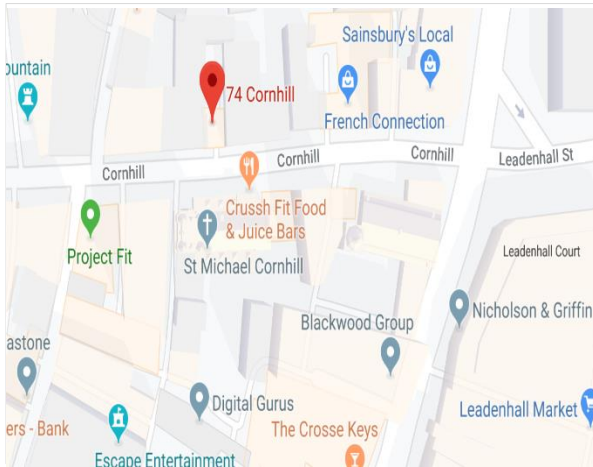 Sainsbury's Local
ountain
74 Cornhill
French Connection
Cornhill
Cornhill
Cornhill
Leadenhall St
Crussh Fit Food
& Juice Bars
Project Fit
St Michael Cornhill
Leadenhall Court
Nicholson & Griffin
Blackwood Group
astone
Digital Gurus
Leadenhall Market
ers - Bank
The Crosse Keys
Escape Entertainment